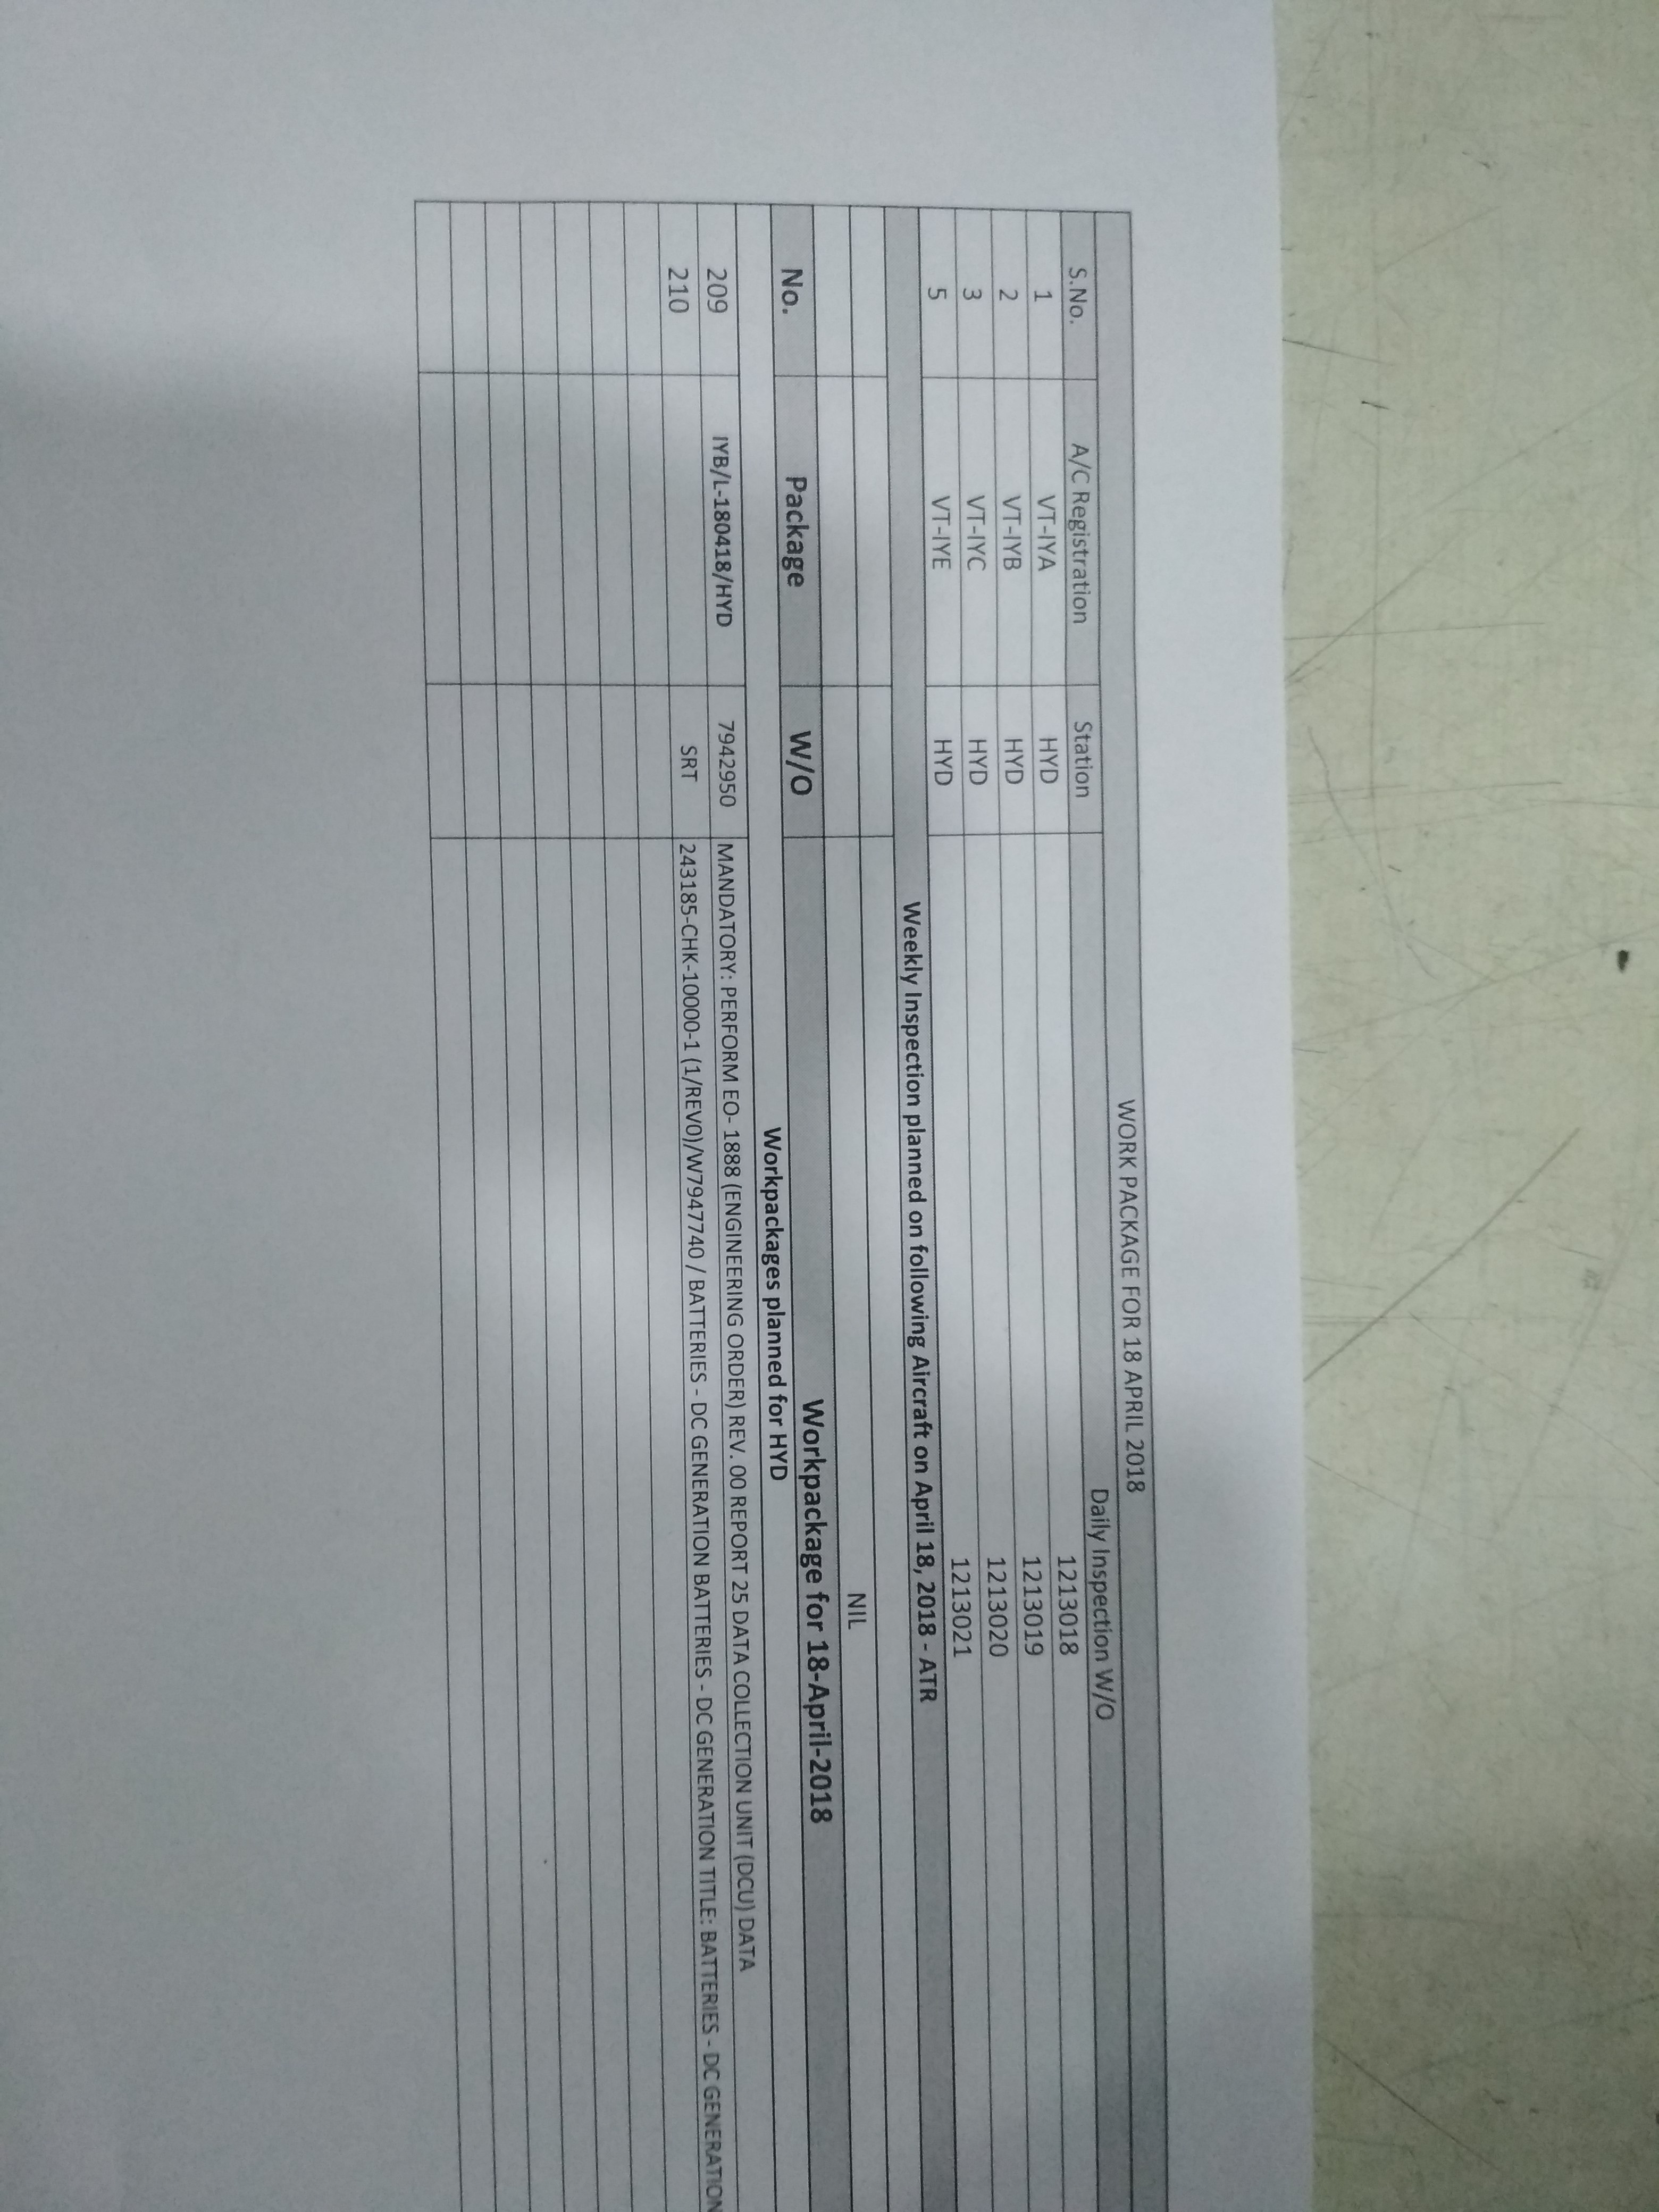 WORK PACKAGE FOR 18 APRIL 2018
S.No. A/C Registration Station Daily Inspection W/O
1 VT-IYA HYD 1213018
2 VT-IYB HYD 1213019
3 VT-IYC HYD 1213020
5 VT-IYE HYD 1213021
Weekly Inspection planned on following Aircraft on April 18, 2018 - ATR
NIL
No. Package W/O Workpackage for 18-April-2018
Workpackages planned for HYD
209 IYB/L-180418/HYD 7942950 MANDATORY: PERFORM EO- 1888 (ENGINEERING ORDER) REV. 00 REPORT 25 DATA COLLECTION UNIT (DCU) DATA
210 SRT 243185-CHK-10000-1 (1/REV0)/W7947740 / BATTERIES - DC GENERATION BATTERIES - DC GENERATION TITLE: BATTERIES - DC GENERATION